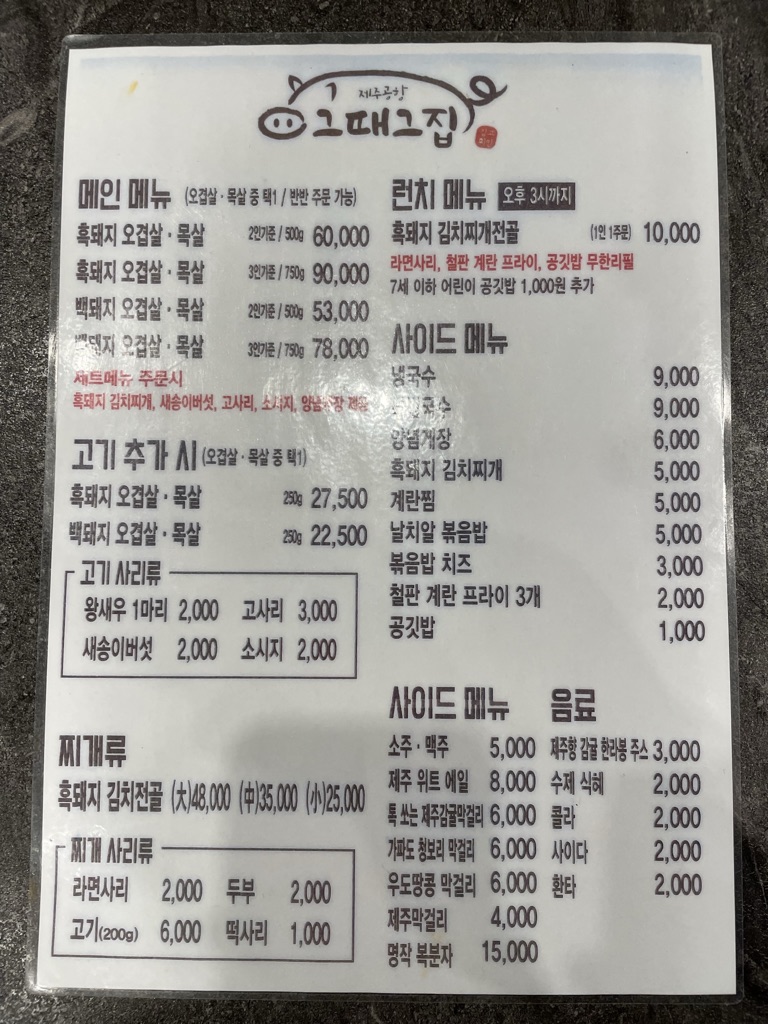 제주공항
그때그집
메인 메뉴 (오겹살·목살 중 택1 / 반반 주문 가능)
흑돼지 오겹살·목살 2인기준 / 500g 60,000
흑돼지 오겹살·목살 3인기준 / 750g 90,000
백돼지 오겹살·목살 2인기준 / 500g 53,000
백돼지 오겹살·목살 3인기준 / 750g 78,000
세트메뉴 주문시
흑돼지 김치찌개, 새송이버섯, 고사리, 소시지, 양념게장
고기 추가 시 (오겹살·목살 중 택1)
흑돼지 오겹살·목살 250g 27,500
백돼지 오겹살·목살 250g 22,500
고기 사리류
왕새우 1마리 2,000 고사리 3,000
새송이버섯 2,000 소시지 2,000
찌개류
흑돼지 김치전골 (大)48,000 (中)35,000 (小)25,000
찌개 사리류
라면사리 2,000 두부 2,000
고기(200g) 6,000 떡사리 1,000
런치 메뉴 오후 3시까지
흑돼지 김치찌개전골 (1인 1주문) 10,000
라면사리, 철판 계란 프라이, 공깃밥 무한리필
7세 이하 어린이 공깃밥 1,000원 추가
사이드 메뉴
냉국수 9,000
9,000
양념게장 6,000
흑돼지 김치찌개 5,000
계란찜 5,000
날치알 볶음밥 5,000
볶음밥 치즈 3,000
철판 계란 프라이 3개 2,000
공깃밥 1,000
사이드 메뉴
소주·맥주 5,000
제주 위트 에일 8,000
톡 쏘는 제주감귤막걸리 6,000
가파도 청보리 막걸리 6,000
우도땅콩 막걸리 6,000
제주막걸리 4,000
명작 복분자 15,000
음료
제주향 감귤 한라봉 주스 3,000
수제 식혜 2,000
콜라 2,000
사이다 2,000
환타 2,000